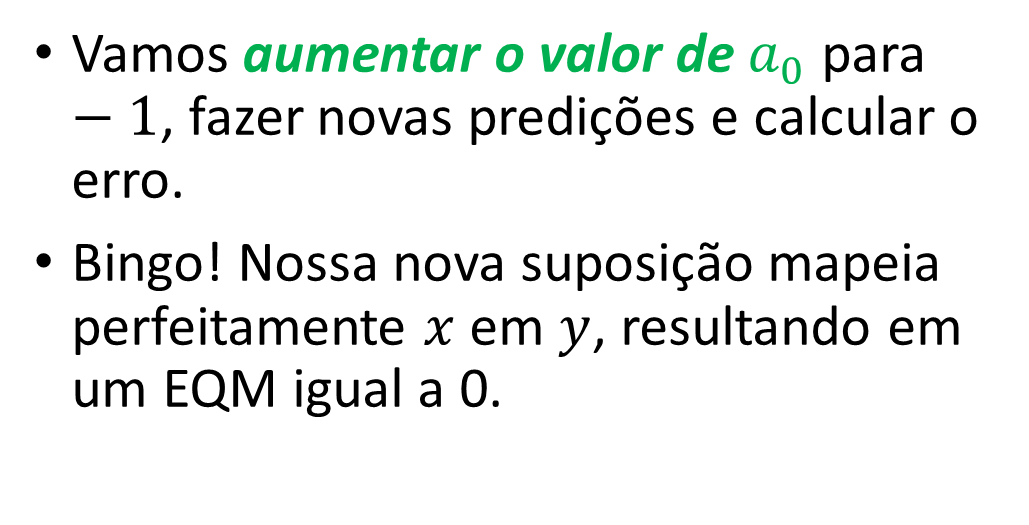 • Vamos aumentar o valor de a₀ para
− 1, fazer novas predições e calcular o
erro.
• Bingo! Nossa nova suposição mapeia
perfeitamente x em y, resultando em
um EQM igual a 0.